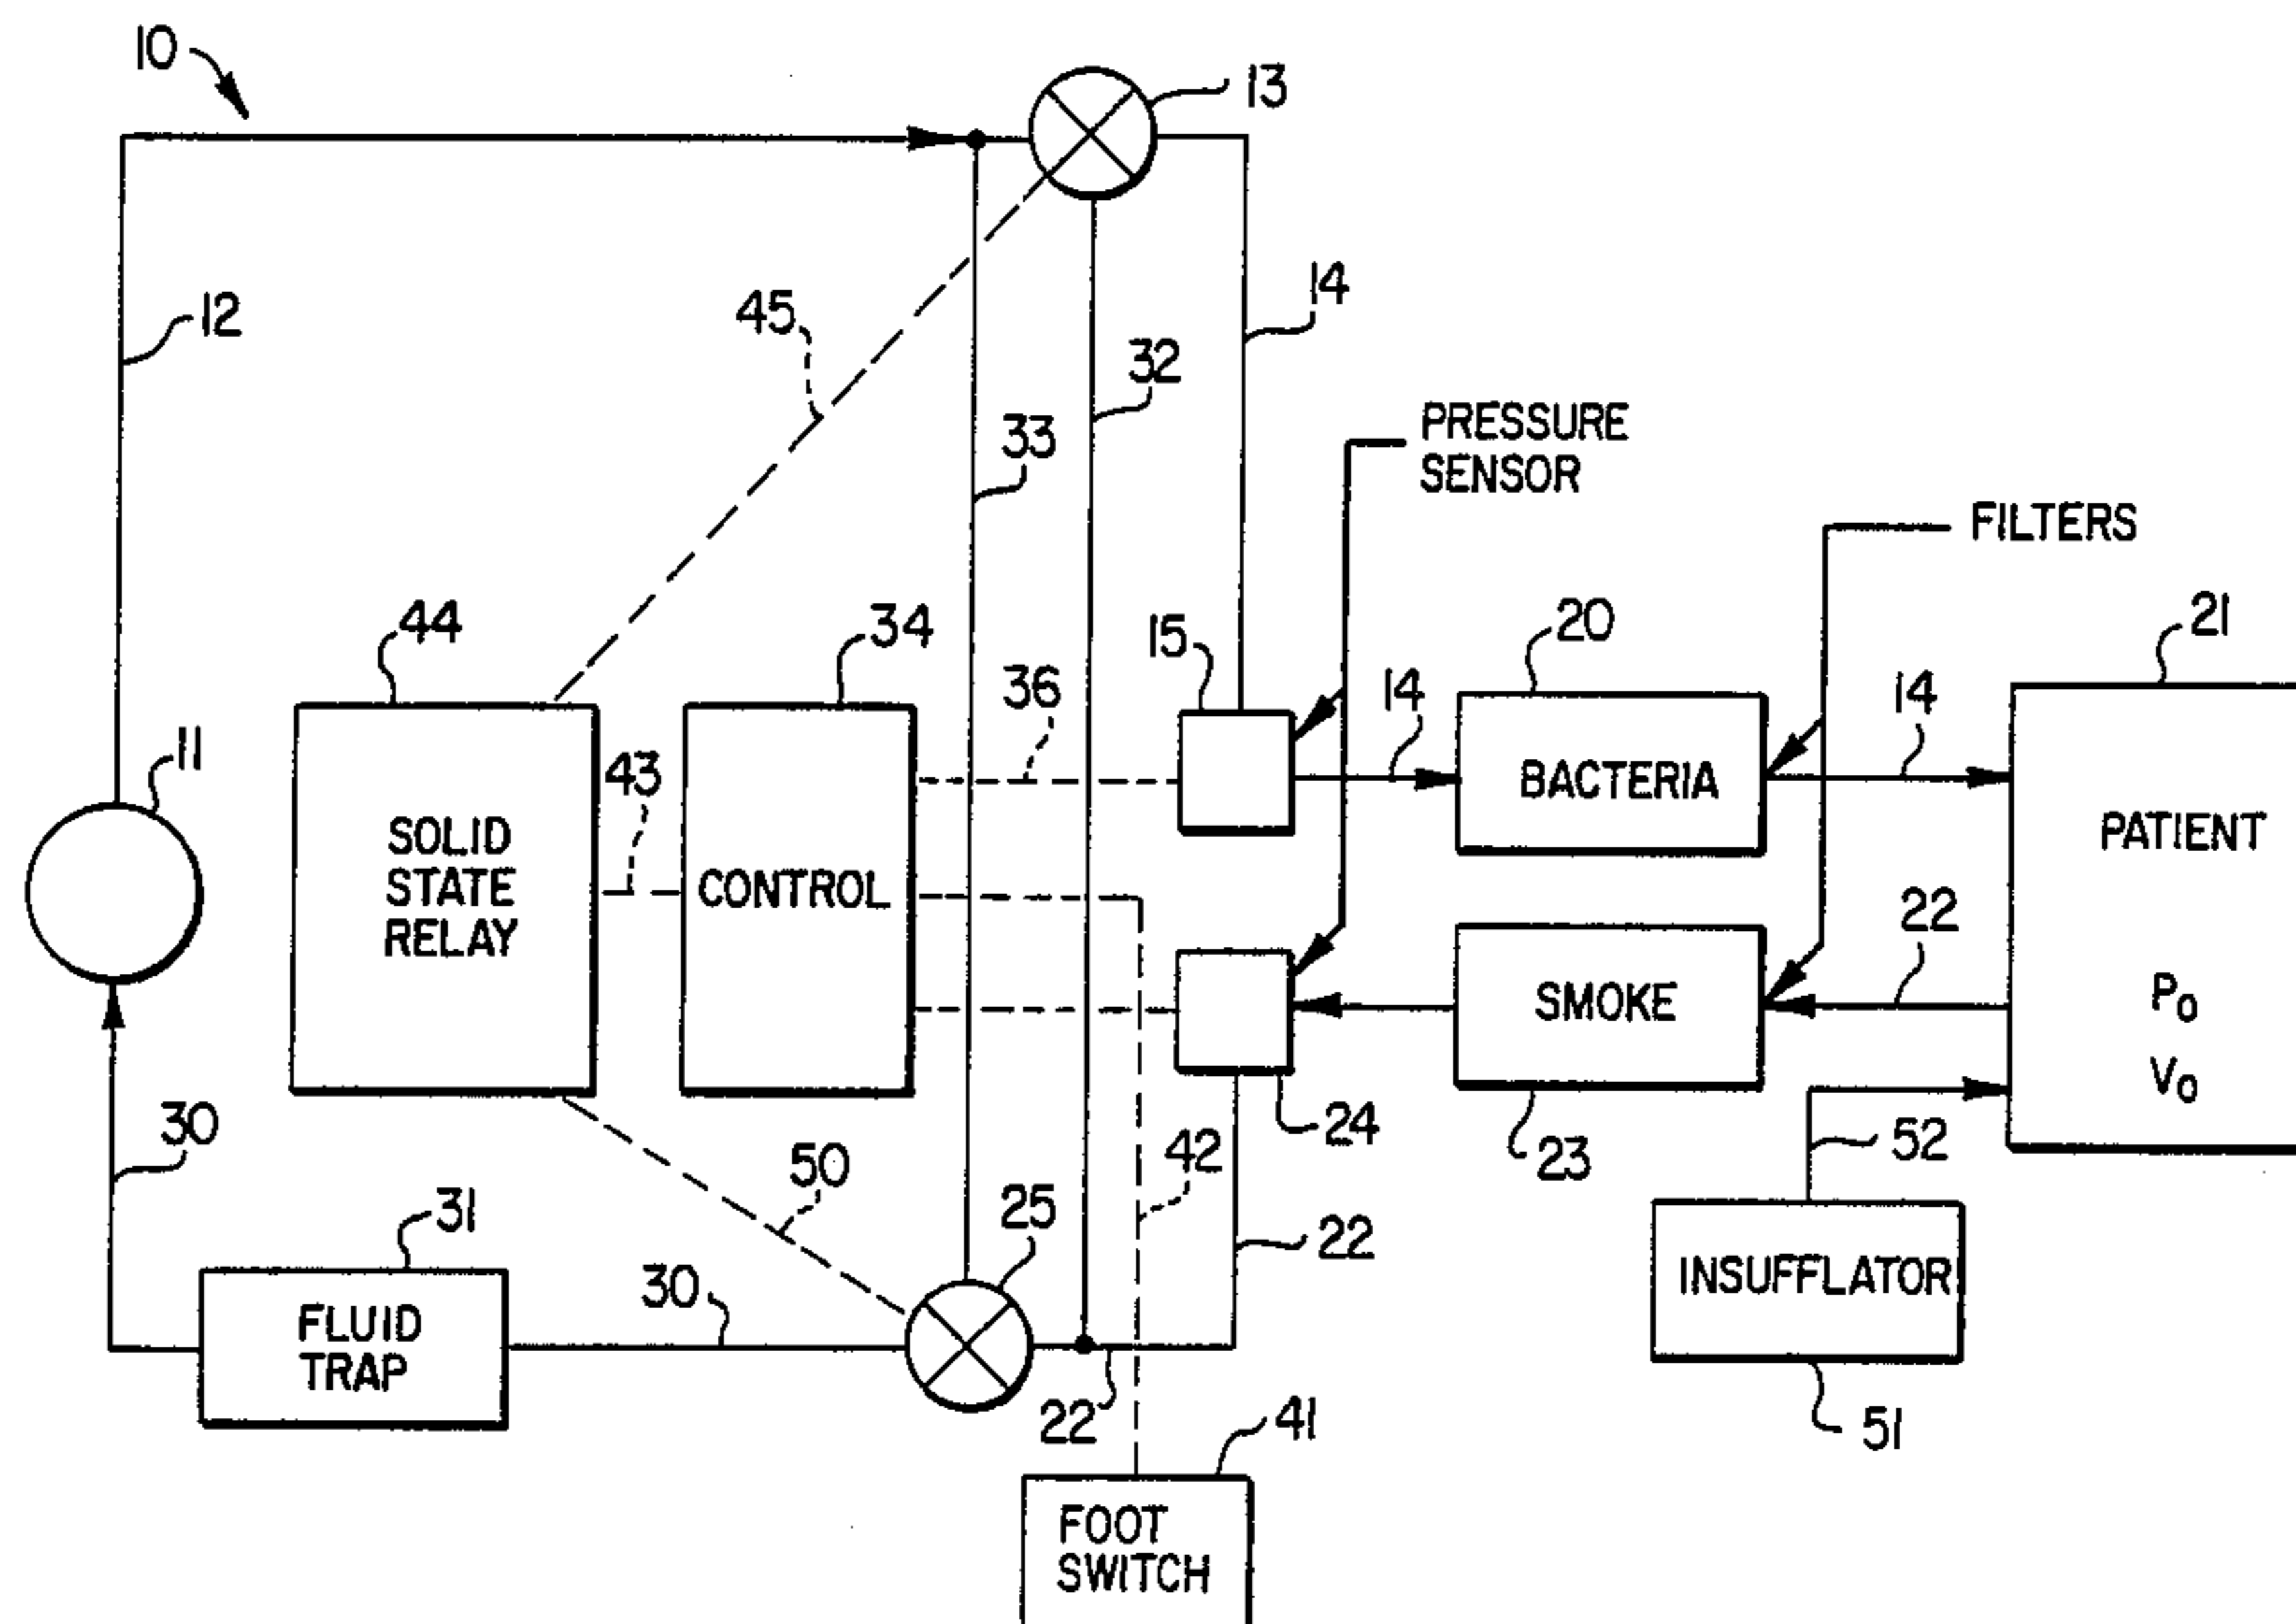 10
13
12
45
14
32
33
PRESSURE
SENSOR
FILTERS
44
34
15
20
21
36
14
14
11
43
SOLID
STATE
RELAY
CONTROL
BACTERIA
PATIENT
22
SMOKE
P0
V0
30
50
42
24
23
52
31
25
22
30
INSUFFLATOR
FLUID
TRAP
22
41
51
FOOT
SWITCH